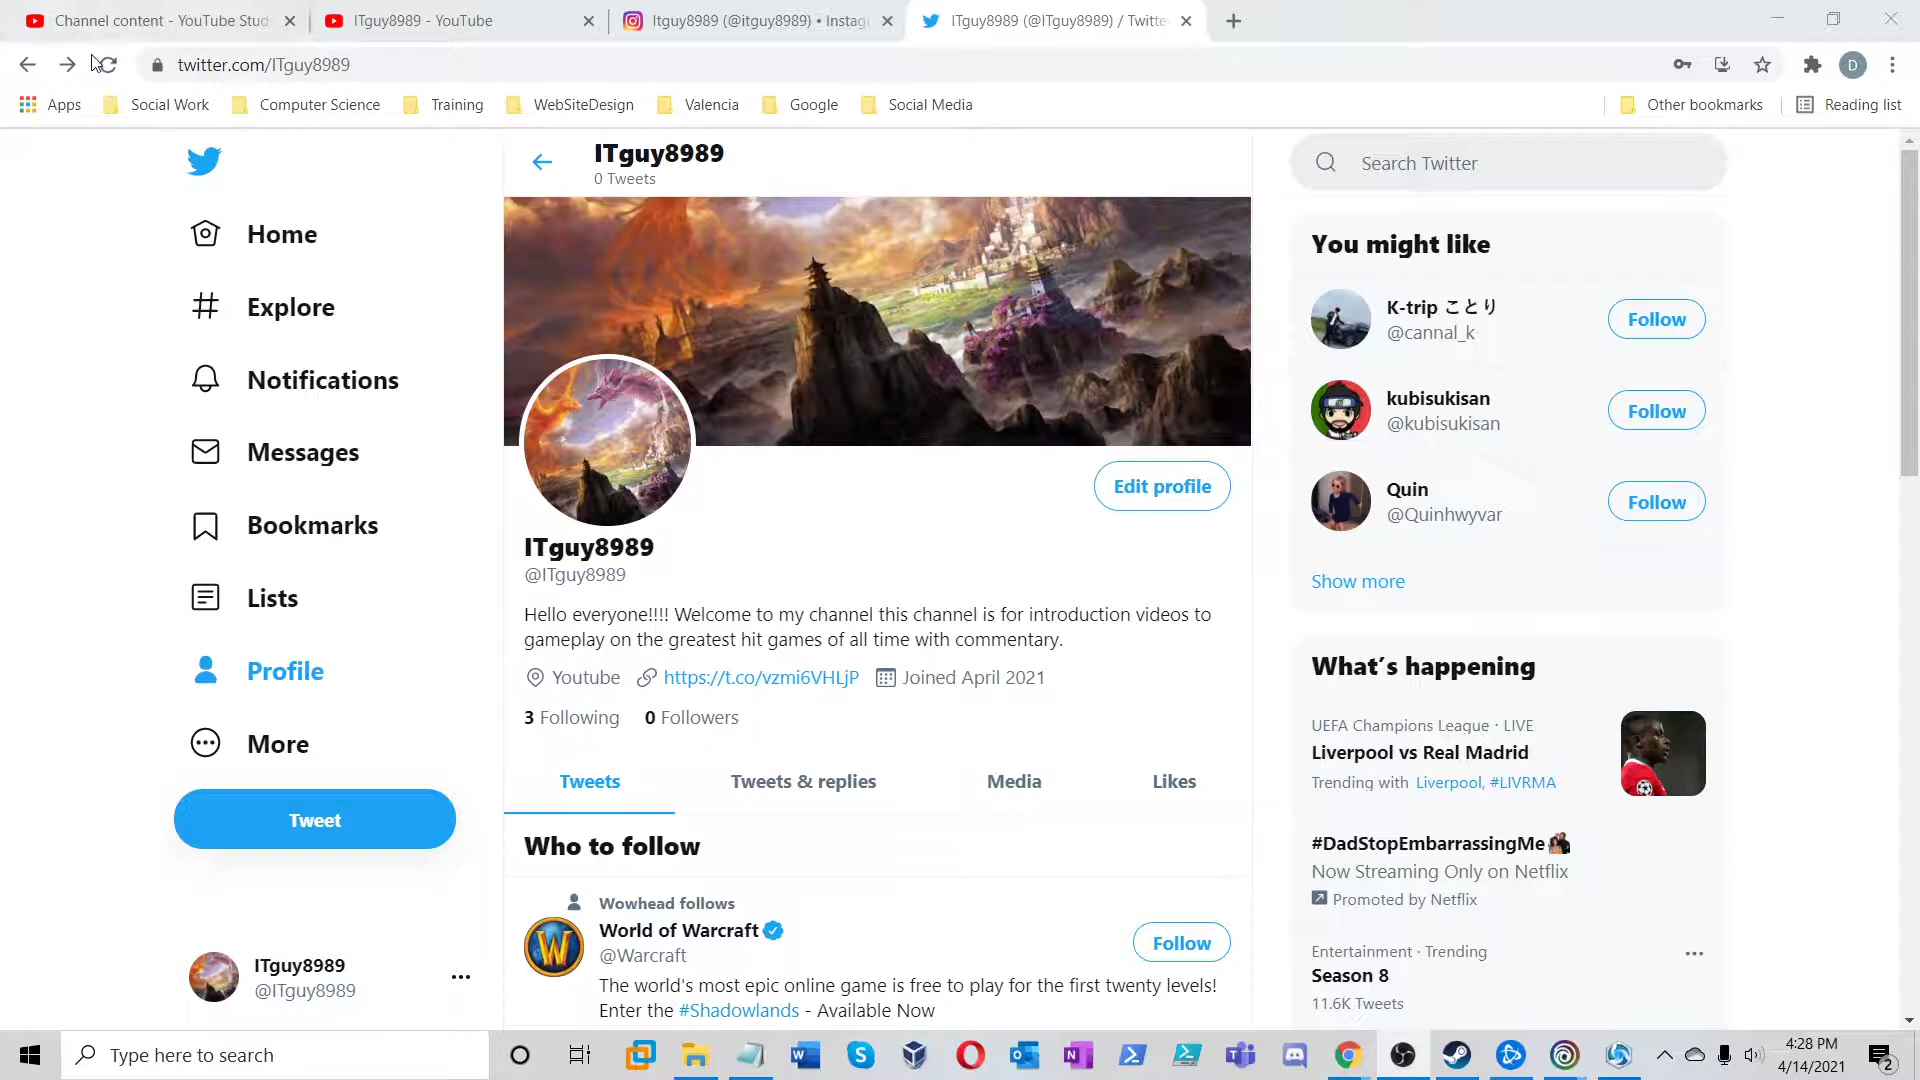 Channel content - YouTube Stud
ITguy8989 - YouTube
Itguy8989 (@itguy8989) • Instag
ITguy8989 (@ITguy8989) / Twitte
twitter.com/ITguy8989
D
Apps
Social Work
Computer Science
Training
WebSiteDesign
Valencia
Google
Social Media
Other bookmarks
Reading list
Home
Explore
Notifications
Messages
Bookmarks
Lists
Profile
More
Tweet
ITguy8989
@ITguy8989
ITguy8989
0 Tweets
Edit profile
ITguy8989
@ITguy8989
Hello everyone!!!! Welcome to my channel this channel is for introduction videos to
gameplay on the greatest hit games of all time with commentary.
Youtube https://t.co/vzmi6VHLjP Joined April 2021
3 Following 0 Followers
Tweets Tweets & replies Media Likes
Who to follow
Wowhead follows
World of Warcraft
@Warcraft
Follow
The world's most epic online game is free to play for the first twenty levels!
Enter the #Shadowlands - Available Now
Search Twitter
You might like
K-trip ことり
@cannal_k
Follow
kubisukisan
@kubisukisan
Follow
Quin
@Quinhwyvar
Follow
Show more
What's happening
UEFA Champions League · LIVE
Liverpool vs Real Madrid
Trending with Liverpool, #LIVRMA
#DadStopEmbarrassingMe
Now Streaming Only on Netflix
Promoted by Netflix
Entertainment · Trending
Season 8
11.6K Tweets
Type here to search
4:28 PM
4/14/2021
2